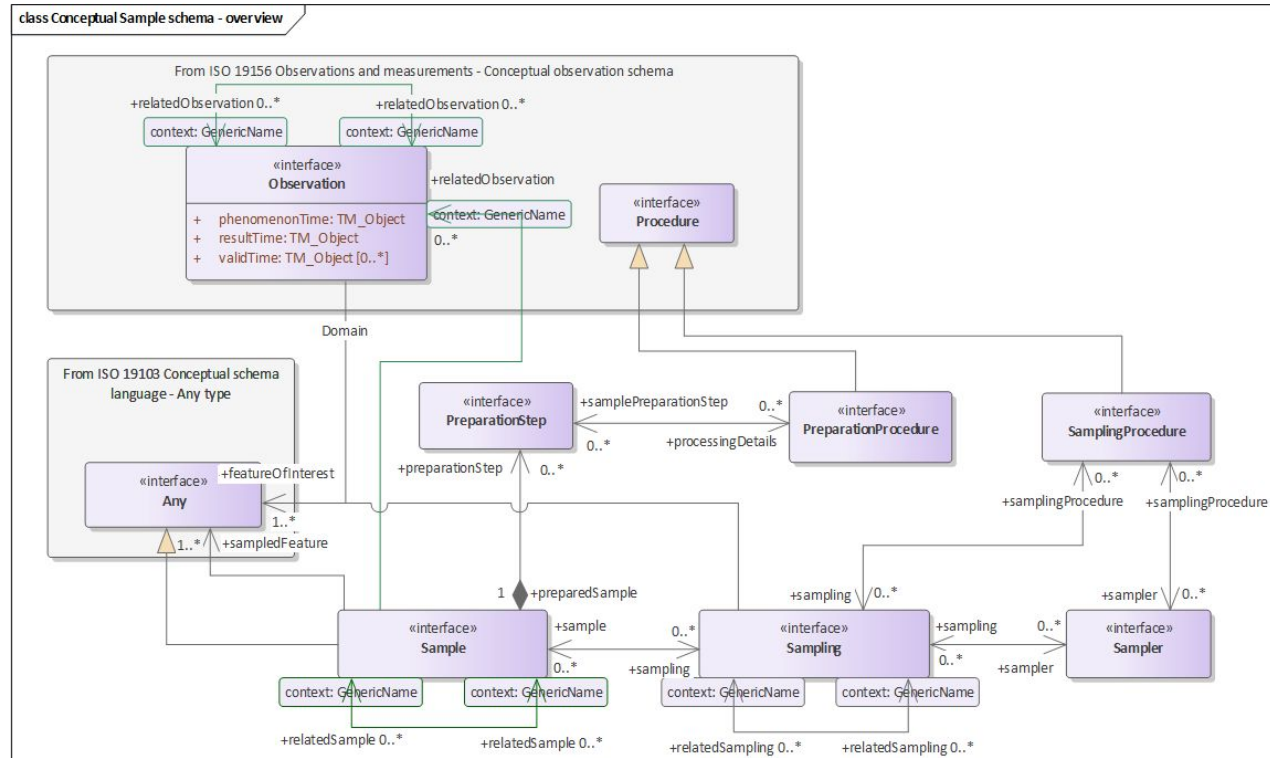 class Conceptual Sample schema - overview
From ISO 19156 Observations and measurements - Conceptual observation schema
+relatedObservation 0..*
+relatedObservation 0..*
context: GenericName
context: GenericName
«interface»
Observation
+ phenomenonTime: TM_Object
+ resultTime: TM_Object
+ validTime: TM_Object [0..*]
+relatedObservation
context: GenericName
0..*
«interface»
Procedure
Domain
From ISO 19103 Conceptual schema
language - Any type
«interface»
Any
+featureOfInterest
1..*
1..*
+sampledFeature
«interface»
PreparationStep
+samplePreparationStep
0..*
0..*
+processingDetails
«interface»
PreparationProcedure
«interface»
SamplingProcedure
+preparationStep
0..*
0..*
+samplingProcedure
0..*
+samplingProcedure
1
+preparedSample
+sampling
0..*
+sampler
0..*
«interface»
Sample
+sample
0..*
0..*
+sampling
«interface»
Sampling
+sampling
0..*
0..*
+sampler
«interface»
Sampler
context: GenericName
context: GenericName
context: GenericName
context: GenericName
+relatedSample 0..*
+relatedSample 0..*
+relatedSampling 0..*
+relatedSampling 0..*